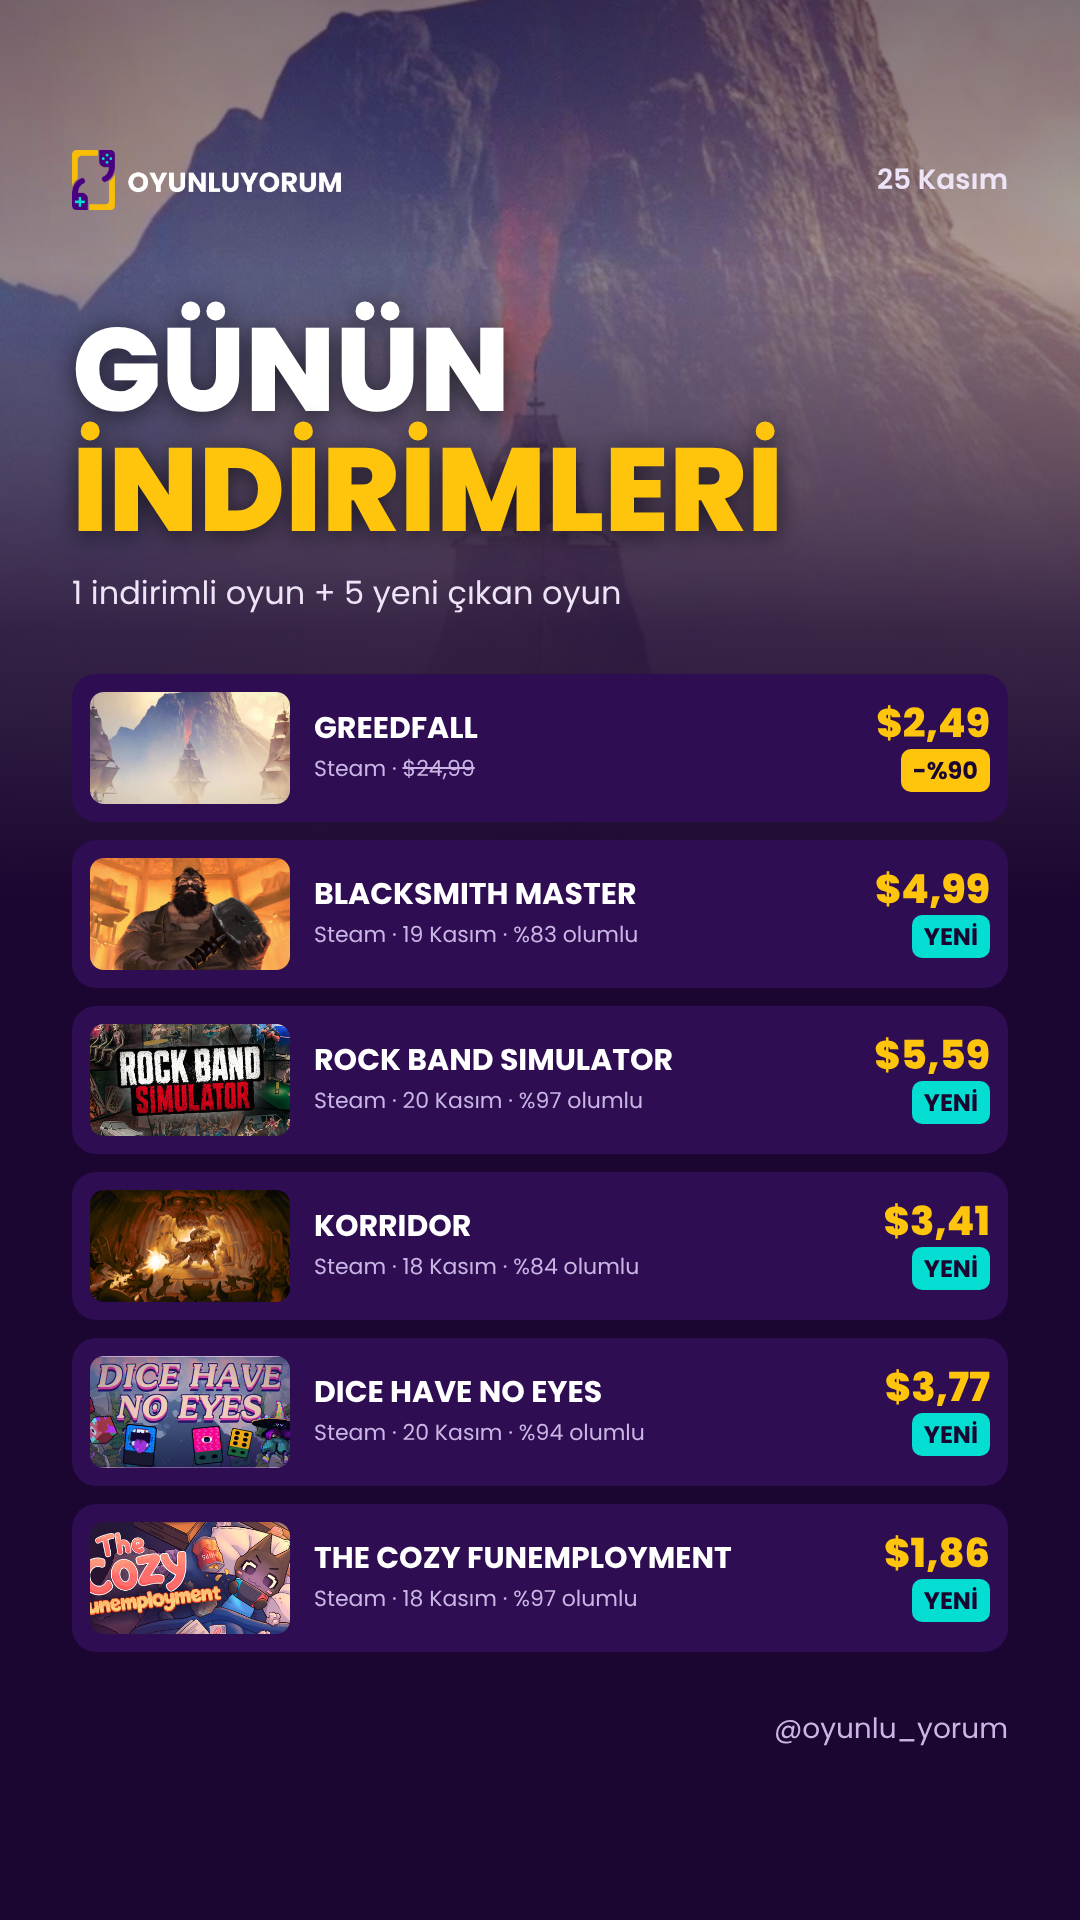 OYUNLUYORUM
25 Kasım
GÜNÜN
İNDİRİMLERİ
1 indirimli oyun + 5 yeni çıkan oyun
GREEDFALL
$2,49
Steam · $24,99
-%90
BLACKSMITH MASTER
$4,99
Steam · 19 Kasım · %83 olumlu
YENİ
ROCK BAND
SIMULATOR
ROCK BAND SIMULATOR
$5,59
Steam · 20 Kasım · %97 olumlu
YENİ
KORRIDOR
$3,41
Steam · 18 Kasım · %84 olumlu
YENİ
DICE HAVE
NO EYES
DICE HAVE NO EYES
$3,77
Steam · 20 Kasım · %94 olumlu
YENİ
The
Cozy
unemployment
THE COZY FUNEMPLOYMENT
$1,86
Steam · 18 Kasım · %97 olumlu
YENİ
@oyunlu_yorum